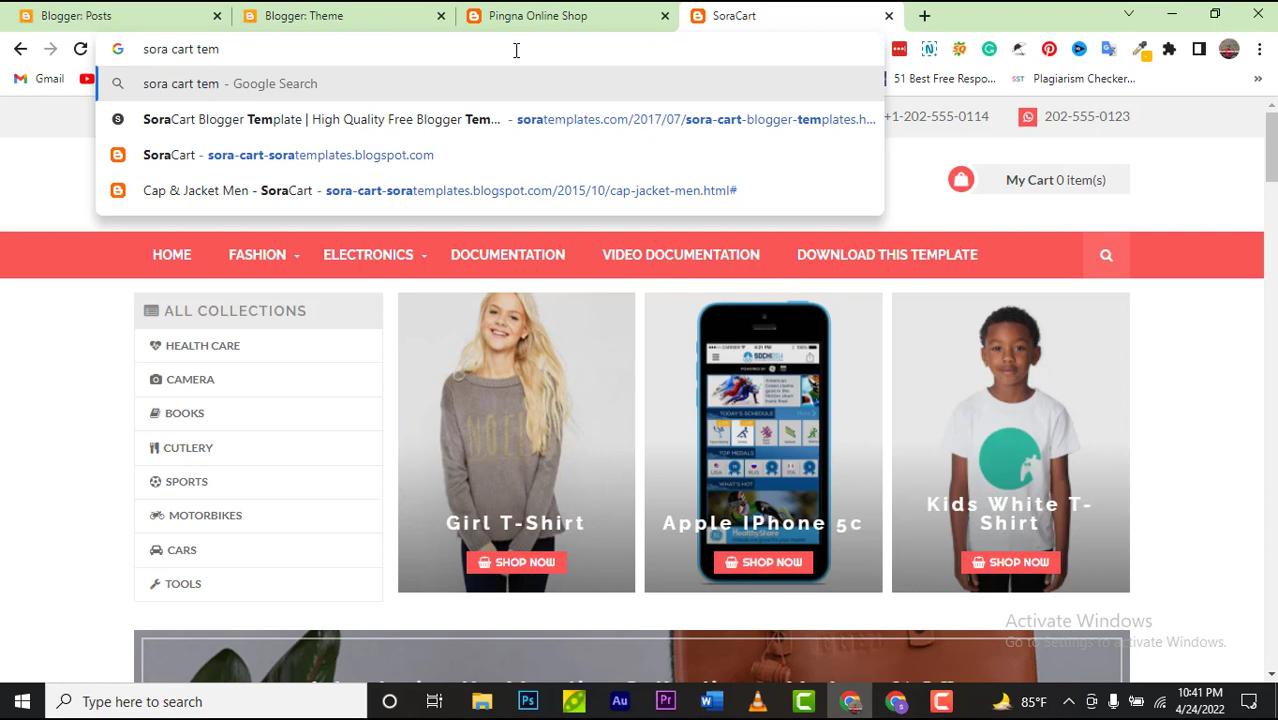 Blogger: Posts
Blogger: Theme
Pingna Online Shop
SoraCart
sora cart tem
sora cart tem - Google Search
SoraCart Blogger Template | High Quality Free Blogger Tem... - soratemplates.com/2017/07/sora-cart-blogger-templates.h...
SoraCart - sora-cart-soratemplates.blogspot.com
Cap & Jacket Men - SoraCart - sora-cart-soratemplates.blogspot.com/2015/10/cap-jacket-men.html#
Gmail
51 Best Free Respo...
SST Plagiarism Checker...
+1-202-555-0114
202-555-0123
My Cart 0 item(s)
HOME FASHION ELECTRONICS DOCUMENTATION VIDEO DOCUMENTATION DOWNLOAD THIS TEMPLATE
ALL COLLECTIONS
HEALTH CARE
CAMERA
BOOKS
CUTLERY
SPORTS
MOTORBIKES
CARS
TOOLS
Girl T-Shirt
SHOP NOW
Apple IPhone 5c
SHOP NOW
Kids White T-
Shirt
SHOP NOW
Activate Windows
Go to Settings to activate Windows.
Type here to search
Ps
Au
Pr
W
85°F
10:41 PM
4/24/2022